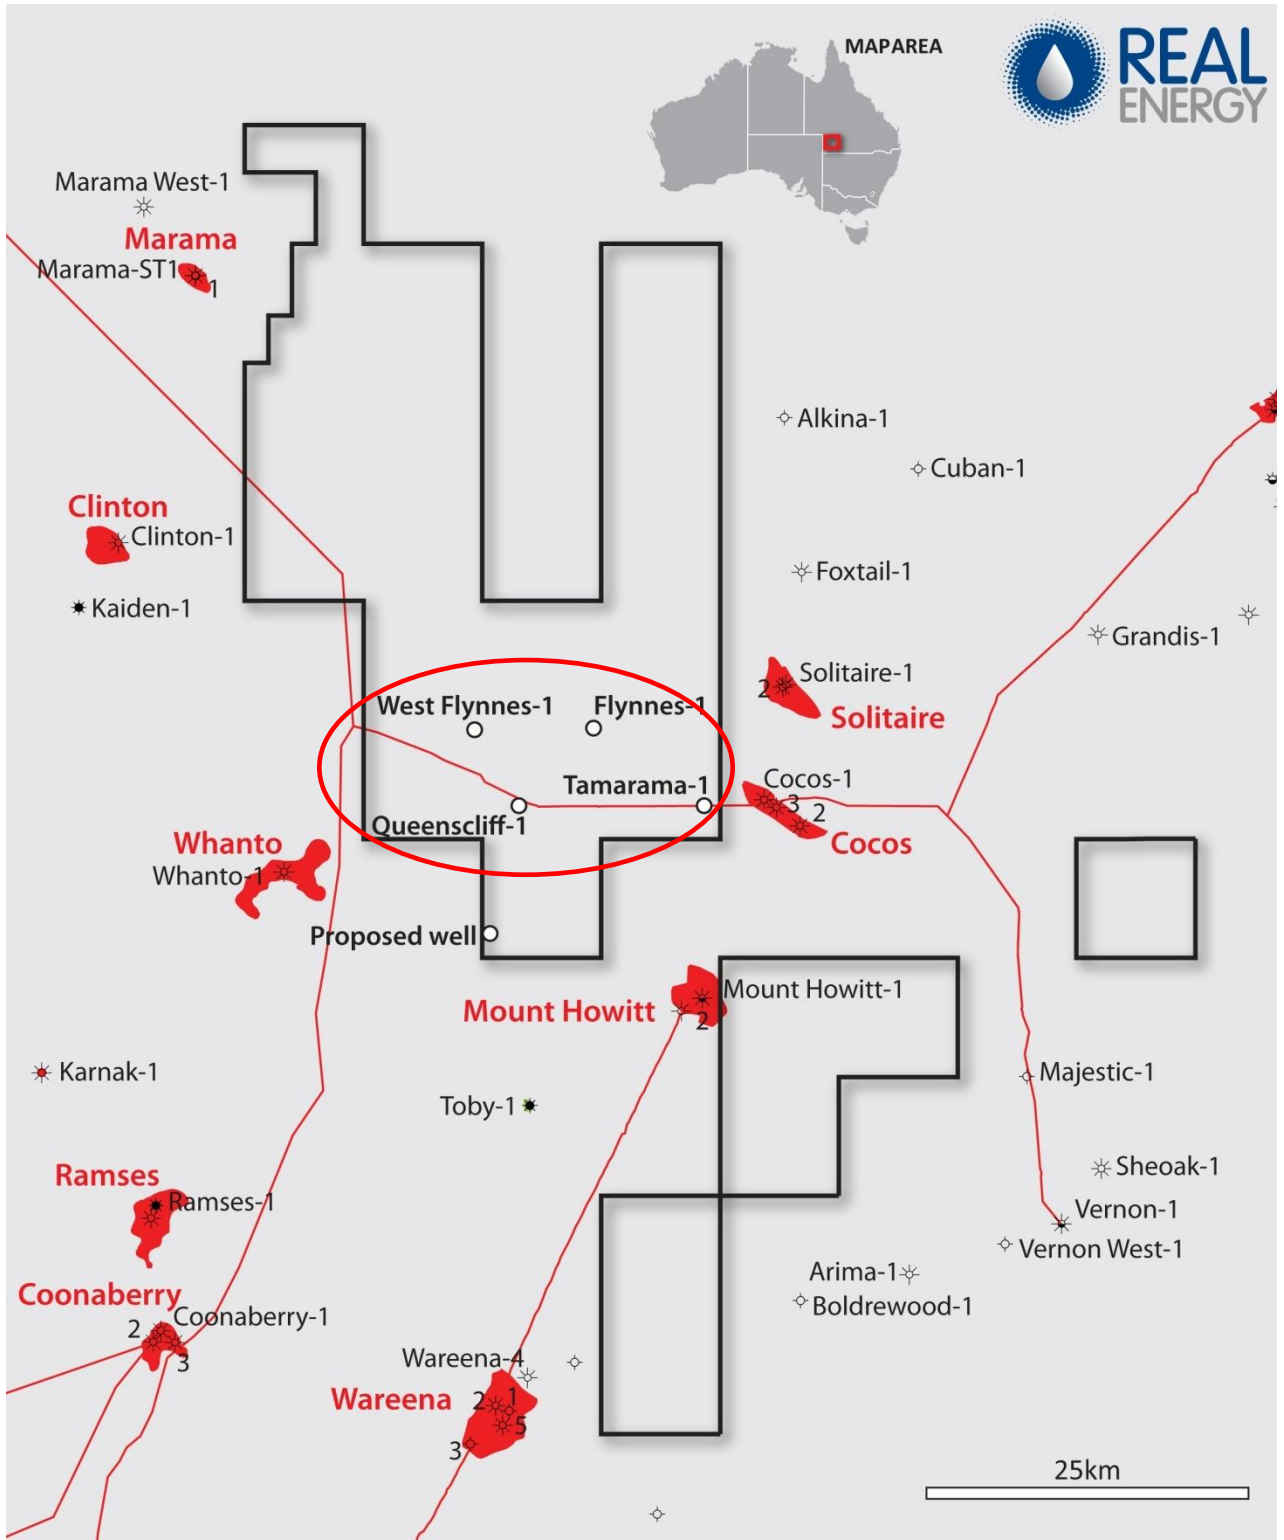 MAPAREA
REAL
ENERGY
Marama West-1
Marama
Marama-ST1
1
Alkina-1
Cuban-1
Clinton
Clinton-1
Foxtail-1
Kaiden-1
Grandis-1
Solitaire-1
2
Solitaire
West Flynnes-1
Flynnes-1
Tamarama-1
Cocos-1
3
2
Queenscliff-1
Cocos
Whanto
Whanto-1
Proposed well
Mount Howitt-1
Mount Howitt
2
Karnak-1
Majestic-1
Toby-1
Sheoak-1
Ramses
Ramses-1
Vernon-1
Vernon West-1
Arima-1
Boldrewood-1
Coonaberry
Coonaberry-1
2
3
Wareena-4
Wareena
2
1
5
3
25km